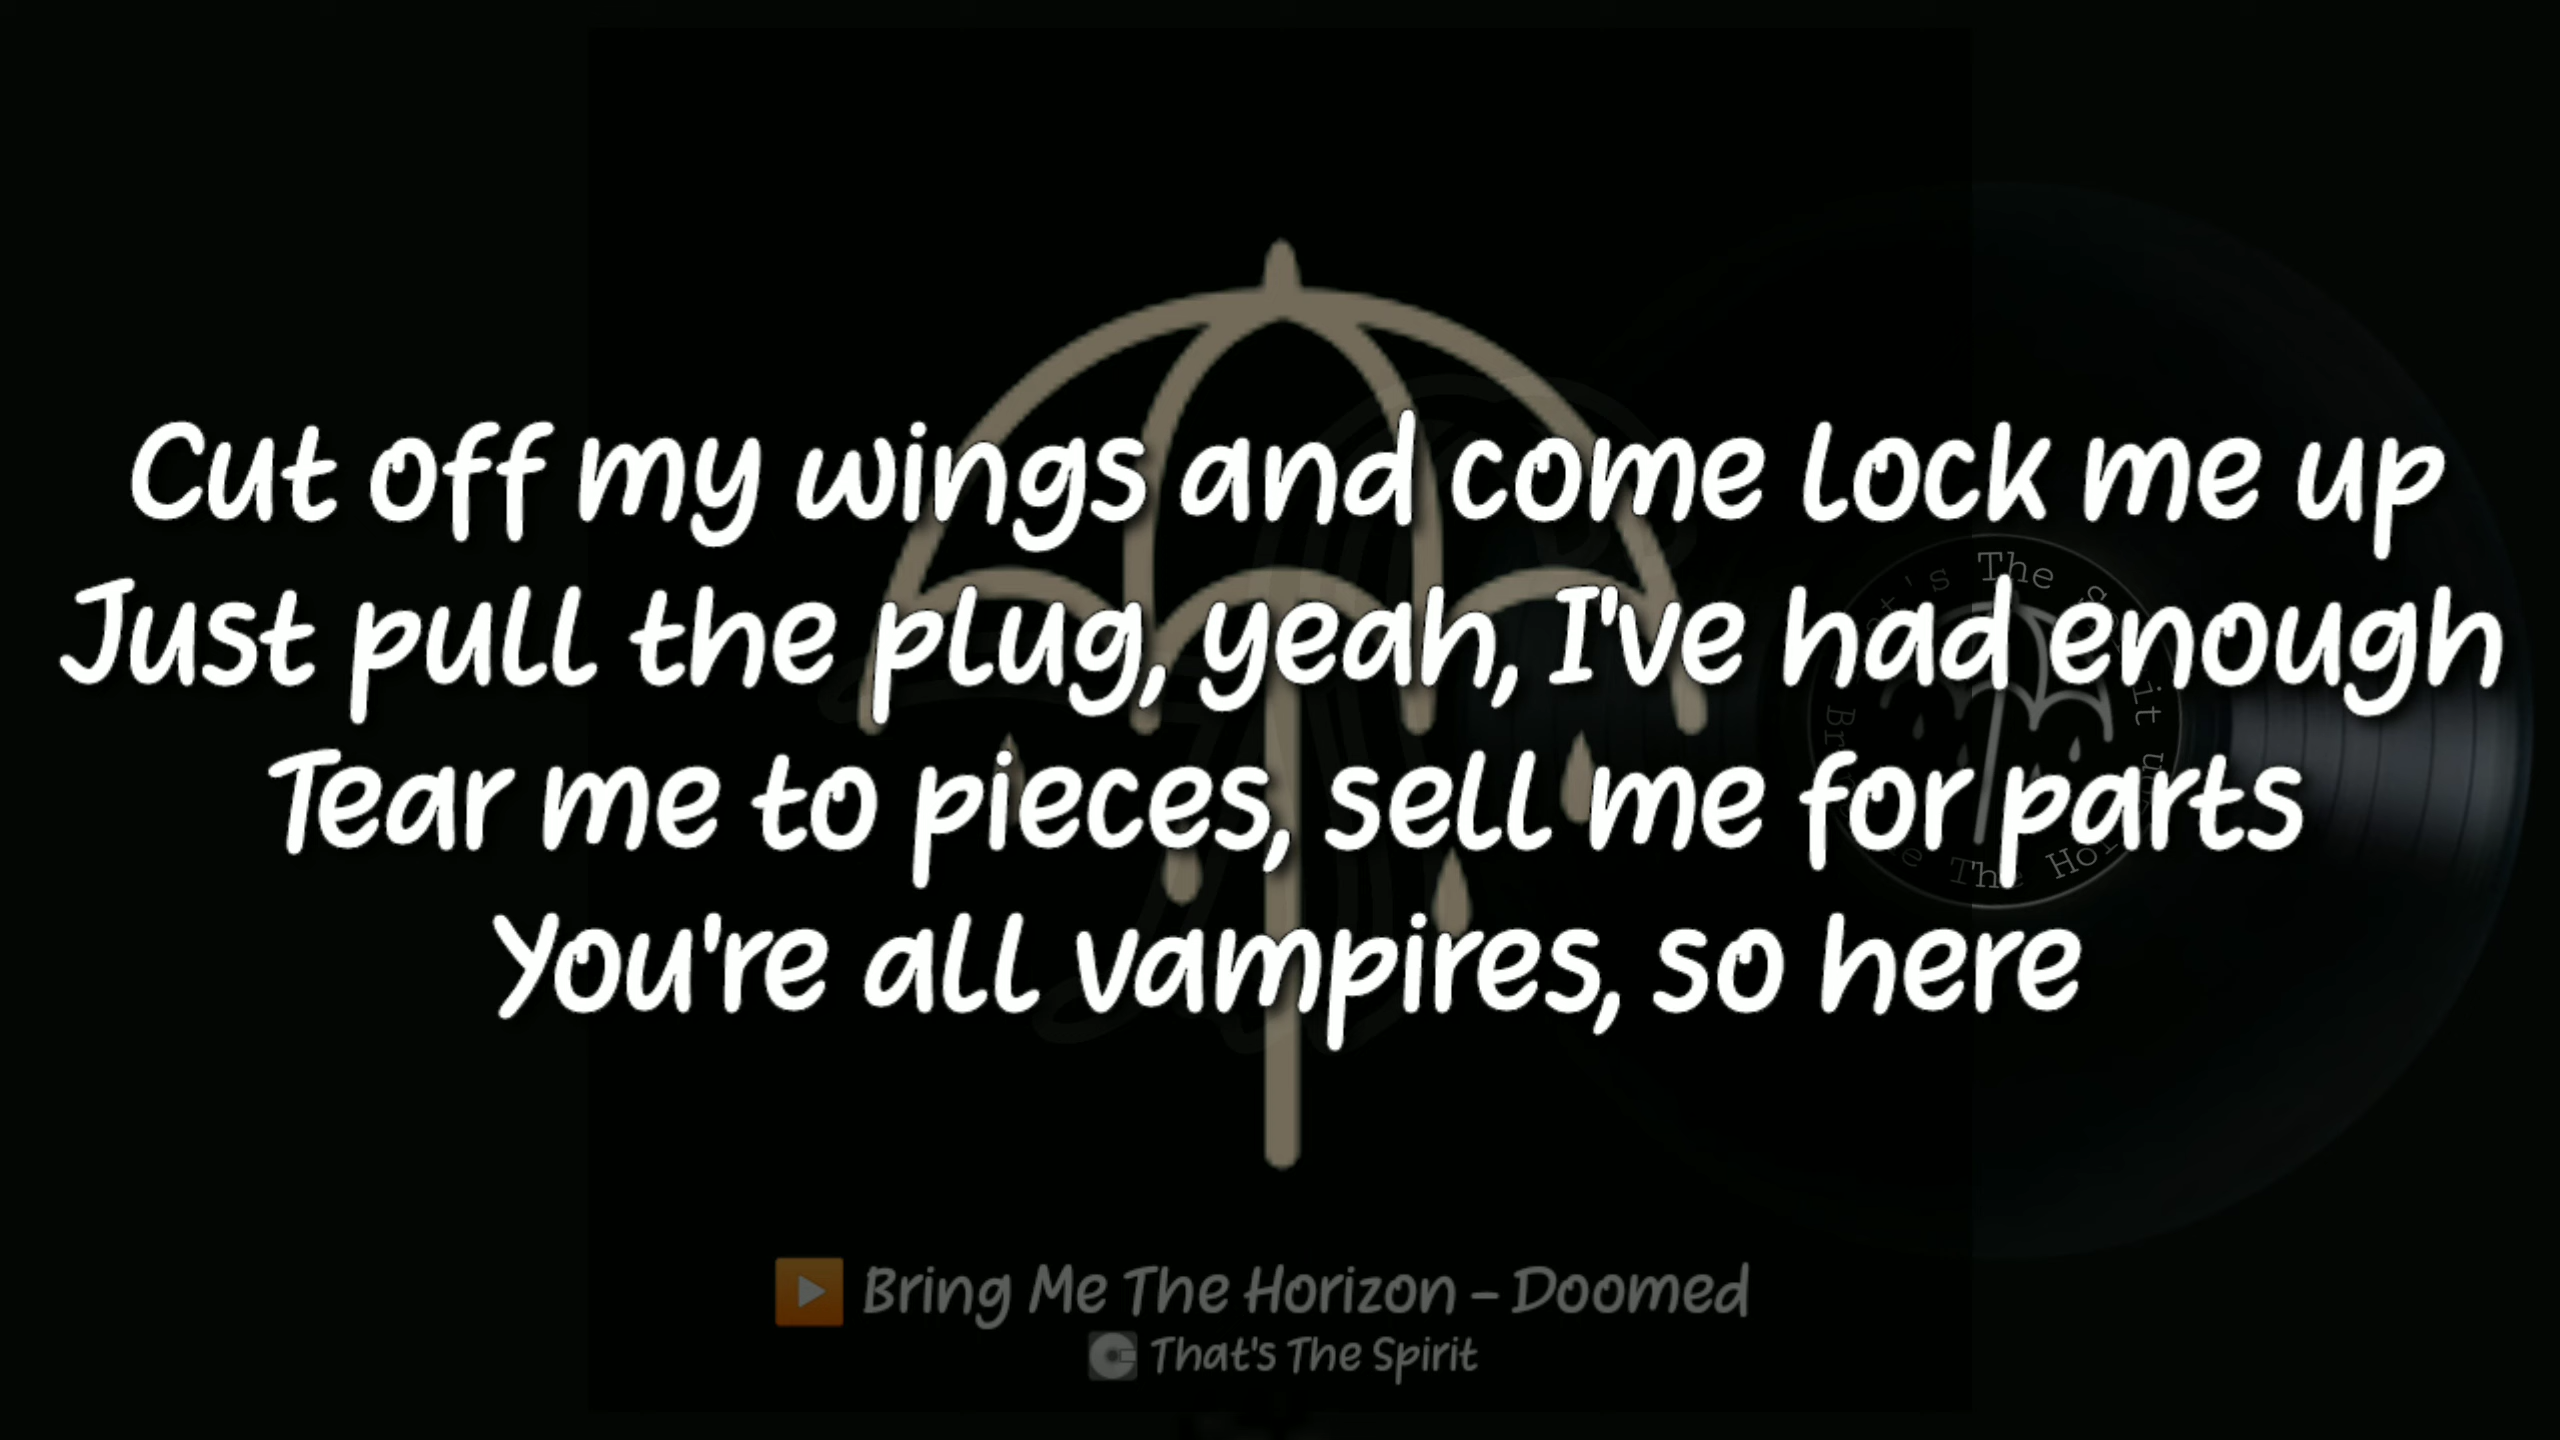 Cut off my wings and come lock me up
Just pull the plug, yeah, I've had enough
Tear me to pieces, sell me for parts
You're all vampires, so here
Bring Me The Horizon - Doomed
That's The Spirit